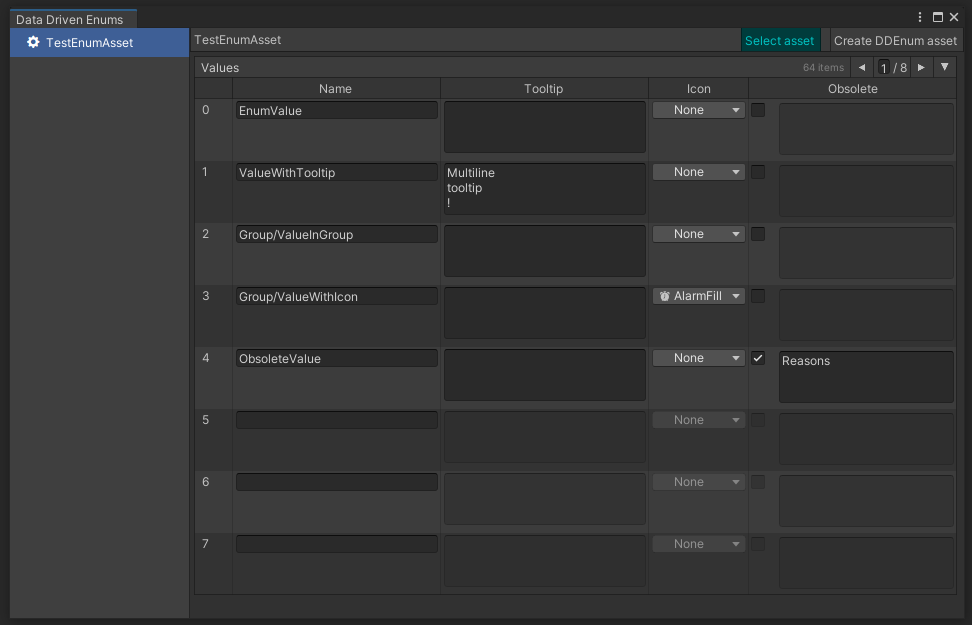 Data Driven Enums
TestEnumAsset
TestEnumAsset
Select asset
Create DDEnum asset
Values
64 items
1 / 8
Name Tooltip Icon Obsolete
0 EnumValue None
1 ValueWithTooltip Multiline None
tooltip
!
2 Group/ValueInGroup None
3 Group/ValueWithIcon AlarmFill
4 ObsoleteValue None Reasons
5 None
6 None
7 None